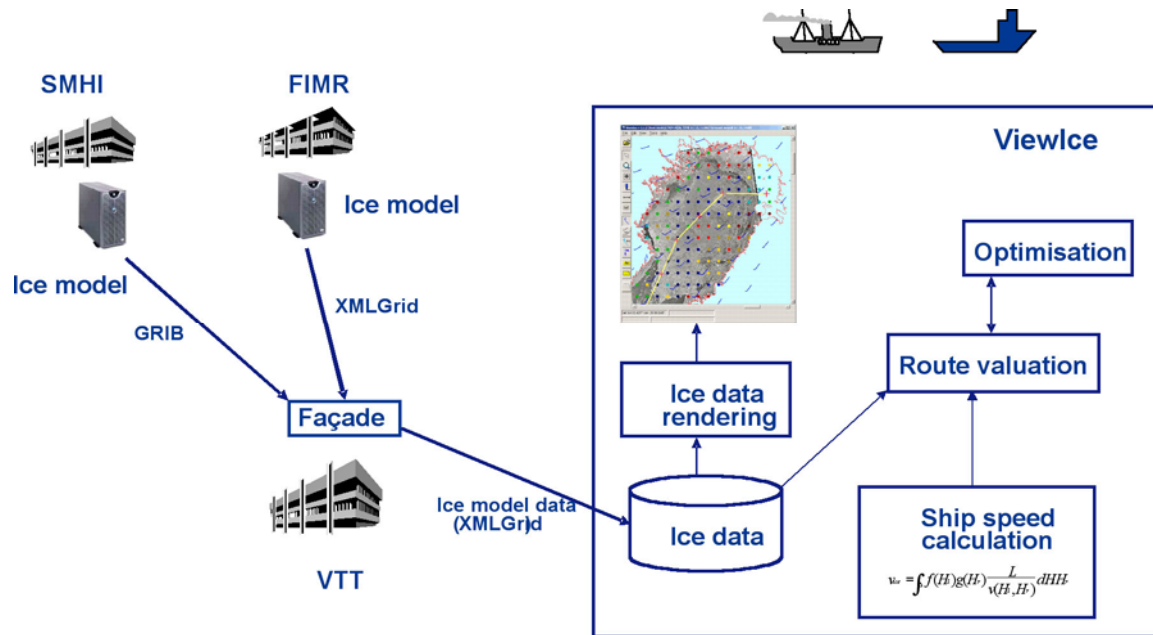 SMHI
FIMR
Ice model
Ice model
GRIB
XMLGrid
Façade
VTT
Ice model data
(XMLGrid)
ViewIce
Optimisation
Route valuation
Ice data
rendering
Ice data
Ship speed
calculation